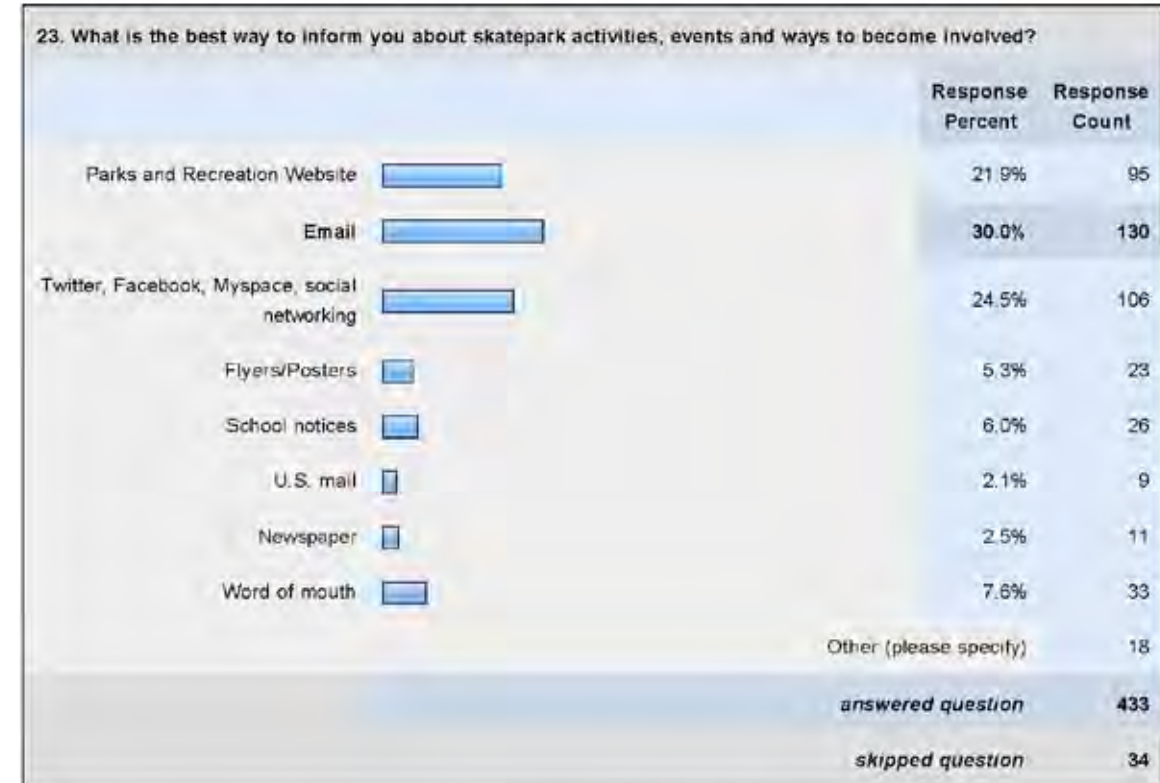 23. What is the best way to inform you about skatepark activities, events and ways to become involved?
Response Percent
Response Count
Parks and Recreation Website 21.9% 95
Email 30.0% 130
Twitter, Facebook, Myspace, social
networking 24.5% 106
Flyers/Posters 5.3% 23
School notices 6.0% 26
U.S. mail 2.1% 9
Newspaper 2.5% 11
Word of mouth 7.6% 33
Other (please specify) 18
answered question 433
skipped question 34